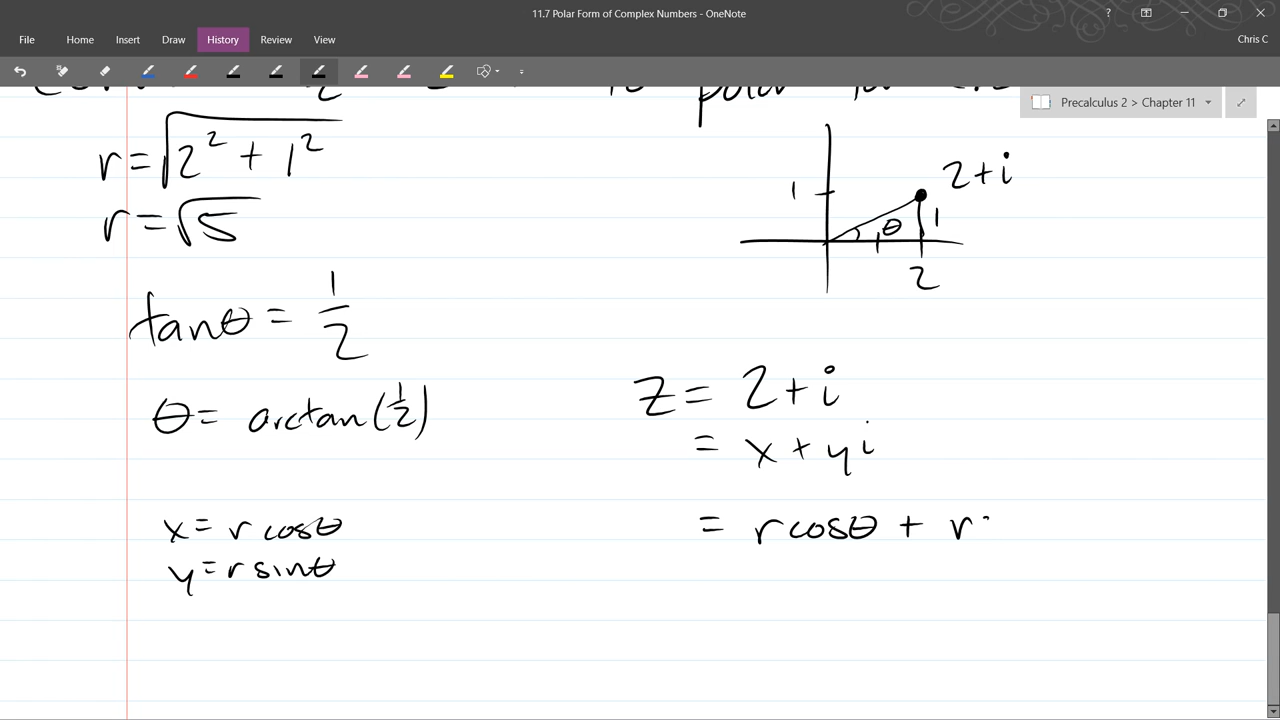 11.7 Polar Form of Complex Numbers - OneNote
File Home Insert Draw History Review View
Chris C
Precalculus 2 > Chapter 11
to polar
r = √2² + 1²
r = √5
tanθ = 1/2
θ = arctan(1/2)
x = r cosθ
y = r sinθ
1
2+i
θ
1
2
z = 2+i
= x + yi
= r cosθ + r